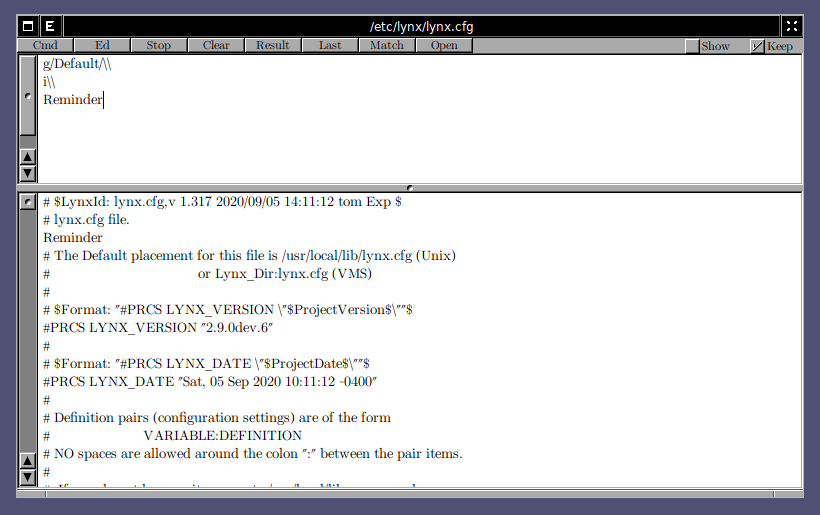 E /etc/lynx/lynx.cfg
Cmd Ed Stop Clear Result Last Match Open Show Keep
g/Default/\\
i\\
Reminder
# $LynxId: lynx.cfg,v 1.317 2020/09/05 14:11:12 tom Exp $
# lynx.cfg file.
Reminder
# The Default placement for this file is /usr/local/lib/lynx.cfg (Unix)
# or Lynx_Dir:lynx.cfg (VMS)
#
# $Format: "#PRCS LYNX_VERSION \"$ProjectVersion$\""$
#PRCS LYNX_VERSION "2.9.0dev.6"
#
# $Format: "#PRCS LYNX_DATE \"$ProjectDate$\""$
#PRCS LYNX_DATE "Sat, 05 Sep 2020 10:11:12 -0400"
#
# Definition pairs (configuration settings) are of the form
# VARIABLE:DEFINITION
# NO spaces are allowed around the colon ":" between the pair items.
#